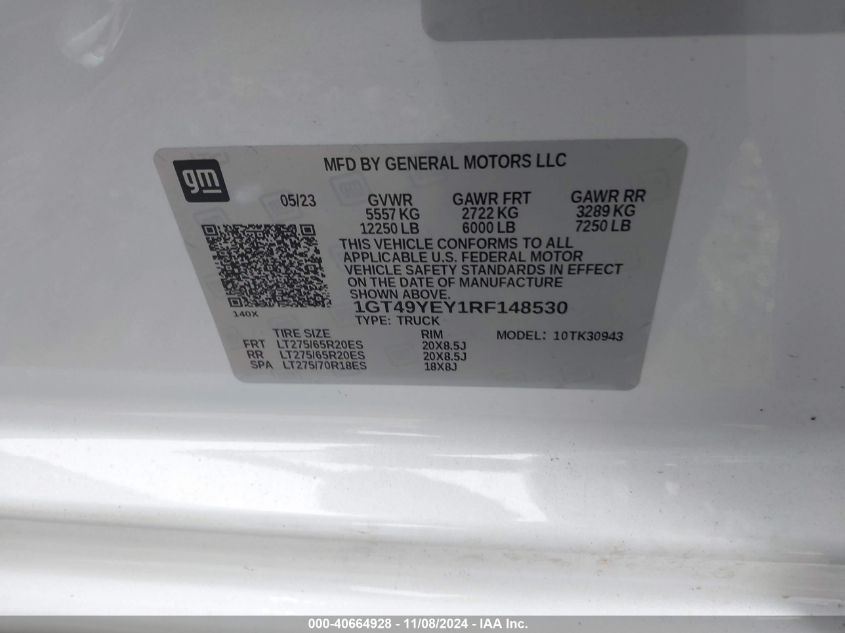 gm
MFD BY GENERAL MOTORS LLC
05/23 GVWR GAWR FRT GAWR RR
5557 KG 2722 KG 3289 KG
12250 LB 6000 LB 7250 LB
THIS VEHICLE CONFORMS TO ALL
APPLICABLE U.S. FEDERAL MOTOR
VEHICLE SAFETY STANDARDS IN EFFECT
ON THE DATE OF MANUFACTURE
SHOWN ABOVE.
140X
1GT49YEY1RF148530
TYPE: TRUCK MODEL: 10TK30943
TIRE SIZE RIM
FRT LT275/65R20ES 20X8.5J
RR LT275/65R20ES 20X8.5J
SPA LT275/70R18ES 18X8J
000-40664928 - 11/08/2024 - IAA Inc.